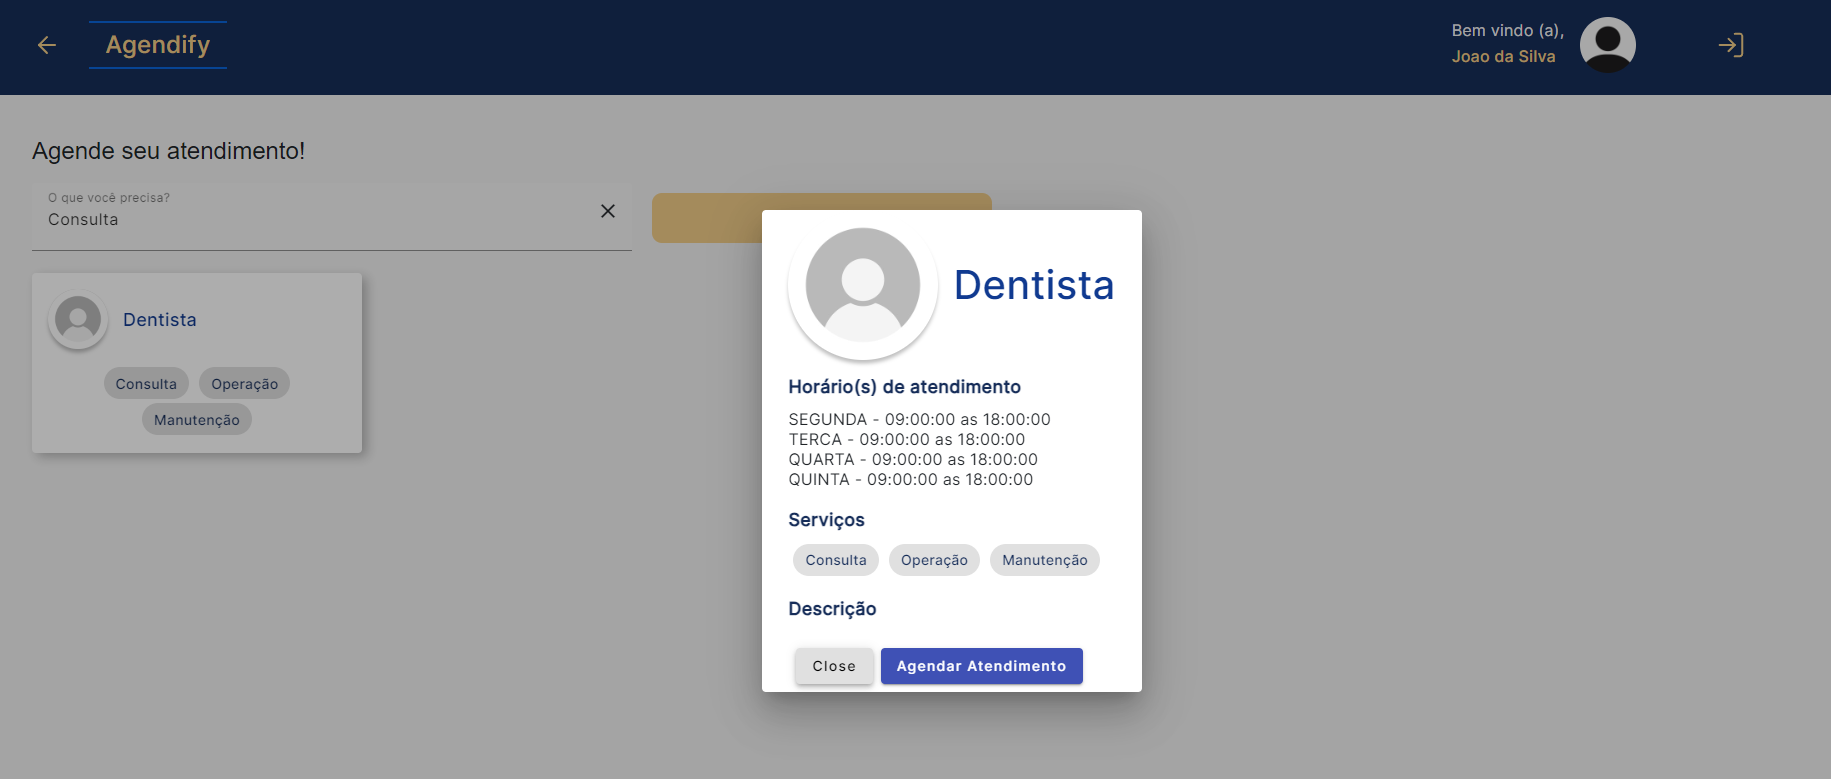 Agendify
Bem vindo (a),
Joao da Silva
Agende seu atendimento!
O que você precisa?
Consulta
Dentista
Consulta
Operação
Manutenção
Dentista
Horário(s) de atendimento
SEGUNDA - 09:00:00 as 18:00:00
TERCA - 09:00:00 as 18:00:00
QUARTA - 09:00:00 as 18:00:00
QUINTA - 09:00:00 as 18:00:00
Serviços
Consulta
Operação
Manutenção
Descrição
Close
Agendar Atendimento